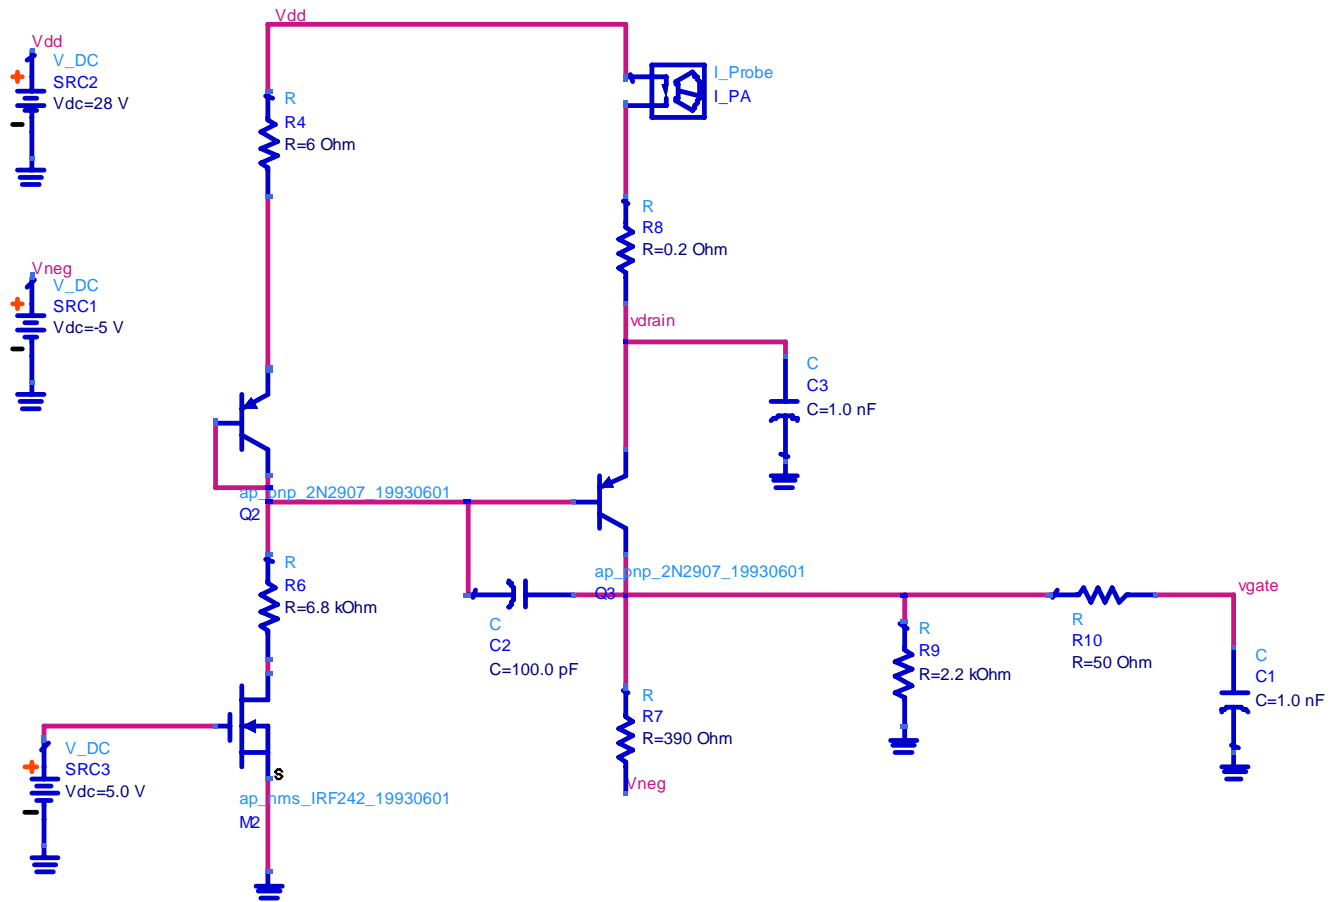 Vdd
Vdd
V_DC
SRC2
Vdc=28 V
R
R4
R=6 Ohm
I_Probe
I_PA
R
R8
R=0.2 Ohm
Vneg
V_DC
SRC1
Vdc=-5 V
vdrain
C
C3
C=1.0 nF
ap_pnp_2N2907_19930601
Q2
R
R6
R=6.8 kOhm
ap_pnp_2N2907_19930601
Q3
C
C2
C=100.0 pF
R
R9
R=2.2 kOhm
R
R10
R=50 Ohm
vgate
C
C1
C=1.0 nF
R
R7
R=390 Ohm
Vneg
V_DC
SRC3
Vdc=5.0 V
S
ap_nms_IRF242_19930601
M2